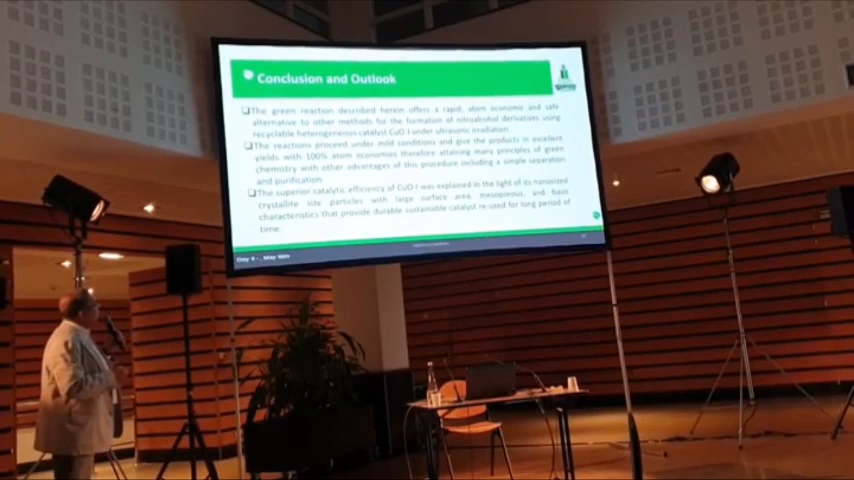 Conclusion and Outlook
❑The green reaction described herein offers a rapid, atom economic and safe
alternative to other methods for the formation of nitroalcohol derivations using
recyclable heterogeneous catalyst CuO-I under ultrasonic irradiation.
❑The reactions proceed under mild conditions and give the products in excellent
yields with 100% atom economies therefore attaining many principles of green
chemistry with other advantages of this procedure including a simple separation
and purification.
❑The superior catalytic efficiency of CuO-I was explained in the light of its nanosized
crystallite size particles with large surface area, mesoporous, and basic
characteristics that provide durable sustainable catalyst re-used for long period of
time.
Day 4 - , May 30th